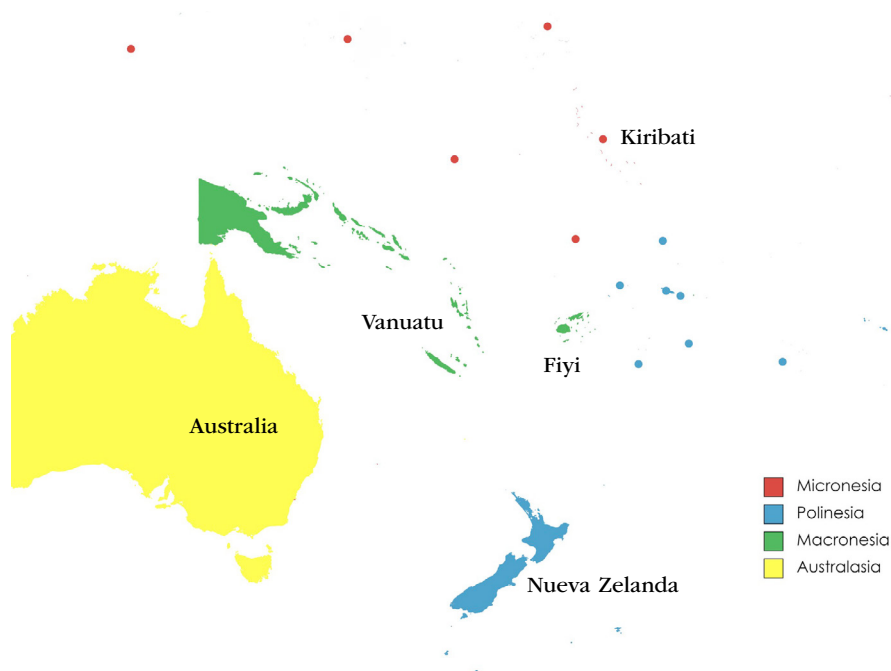 Kiribati
Vanuatu
Fiyi
Australia
Micronesia
Polinesia
Macronesia
Australasia
Nueva Zelanda